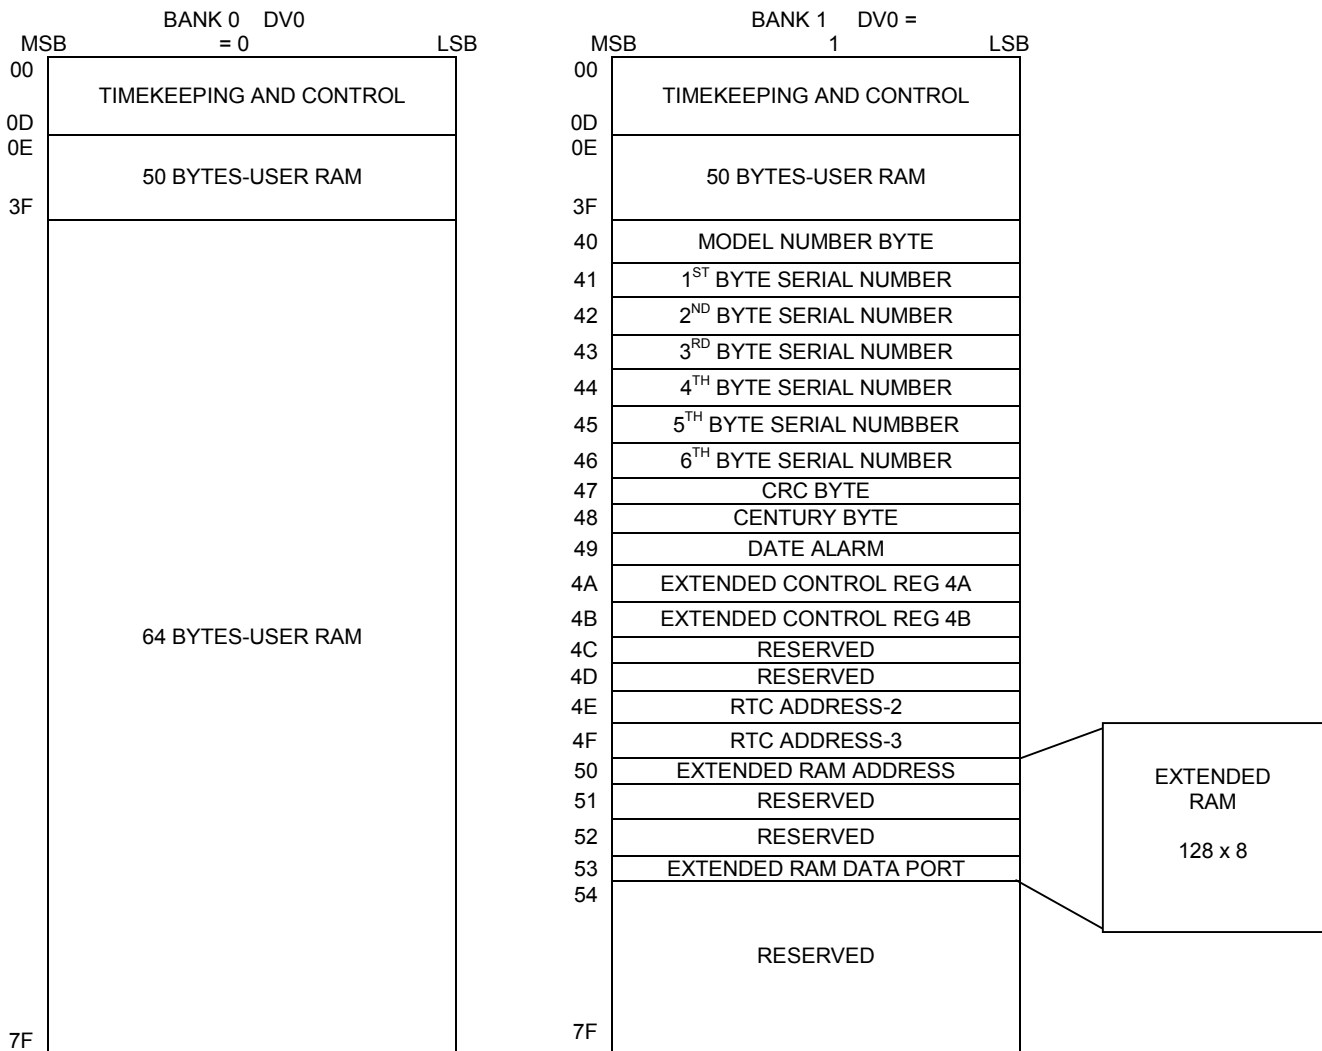 BANK 0 DV0
= 0
MSB LSB
00
TIMEKEEPING AND CONTROL
0D
0E
50 BYTES-USER RAM
3F
64 BYTES-USER RAM
7F
BANK 1 DV0 =
1
MSB LSB
00
TIMEKEEPING AND CONTROL
0D
0E
50 BYTES-USER RAM
3F
40 MODEL NUMBER BYTE
41 1ST BYTE SERIAL NUMBER
42 2ND BYTE SERIAL NUMBER
43 3RD BYTE SERIAL NUMBER
44 4TH BYTE SERIAL NUMBER
45 5TH BYTE SERIAL NUMBBER
46 6TH BYTE SERIAL NUMBER
47 CRC BYTE
48 CENTURY BYTE
49 DATE ALARM
4A EXTENDED CONTROL REG 4A
4B EXTENDED CONTROL REG 4B
4C RESERVED
4D RESERVED
4E RTC ADDRESS-2
4F RTC ADDRESS-3
50 EXTENDED RAM ADDRESS
51 RESERVED
52 RESERVED
53 EXTENDED RAM DATA PORT
54
RESERVED
7F
EXTENDED
RAM
128 x 8